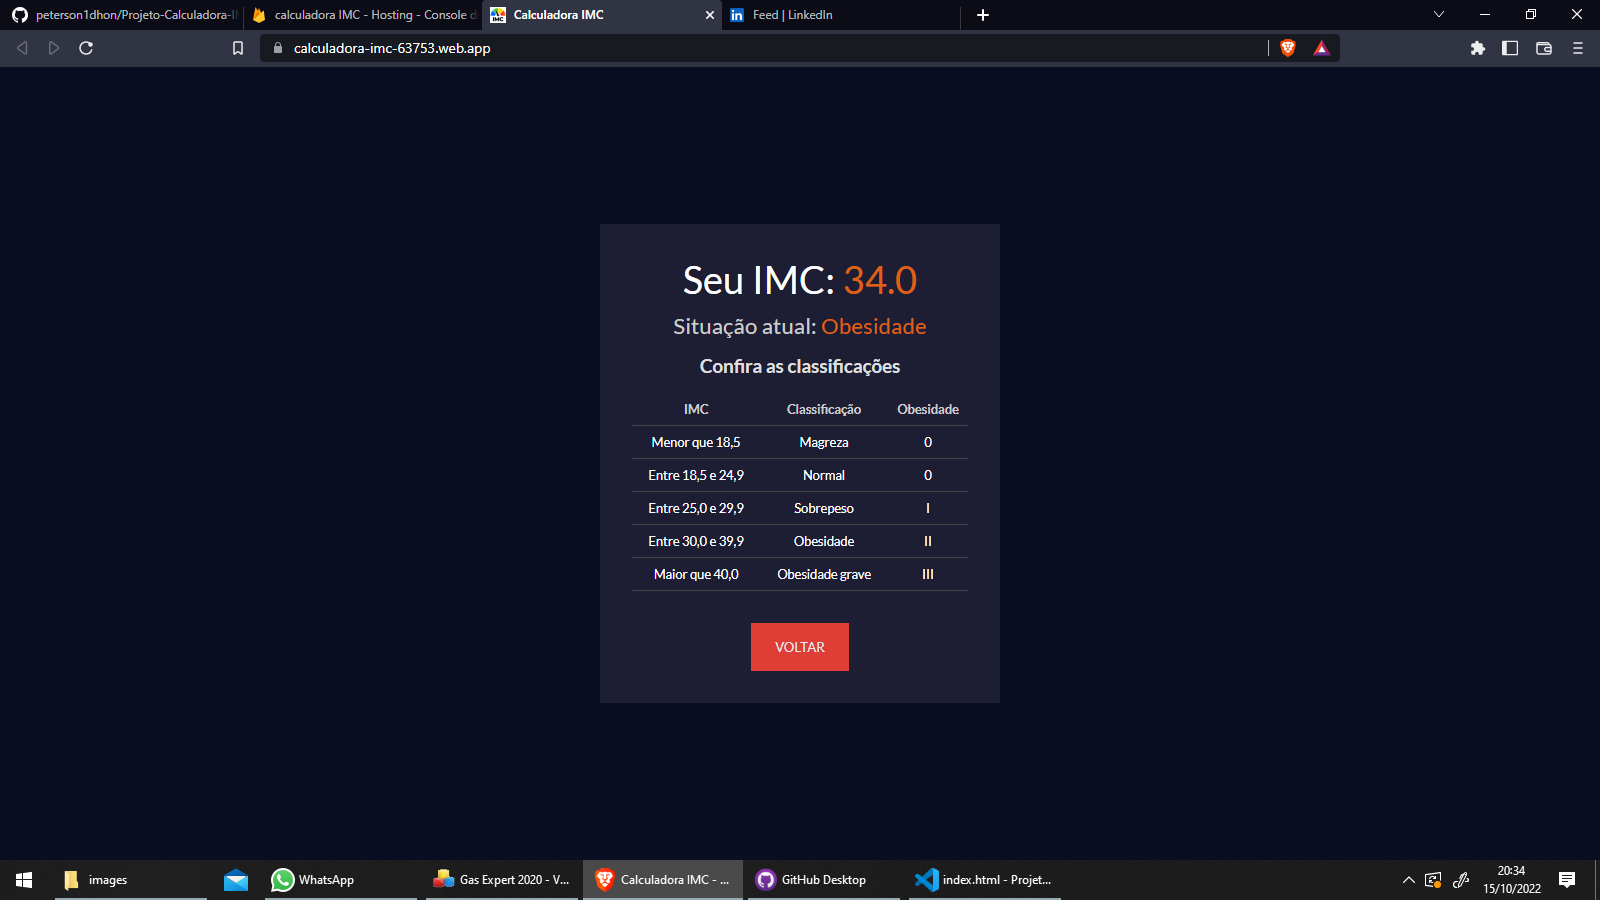 peterson1dhon/Projeto-Calculadora-I
calculadora IMC - Hosting - Console d
Calculadora IMC
Feed | LinkedIn
calculadora-imc-63753.web.app
Seu IMC: 34.0
Situação atual: Obesidade
Confira as classificações
IMC Classificação Obesidade
Menor que 18,5 Magreza 0
Entre 18,5 e 24,9 Normal 0
Entre 25,0 e 29,9 Sobrepeso I
Entre 30,0 e 39,9 Obesidade II
Maior que 40,0 Obesidade grave III
VOLTAR
images
WhatsApp
Gas Expert 2020 - V...
Calculadora IMC - ...
GitHub Desktop
index.html - Projet...
20:34
15/10/2022